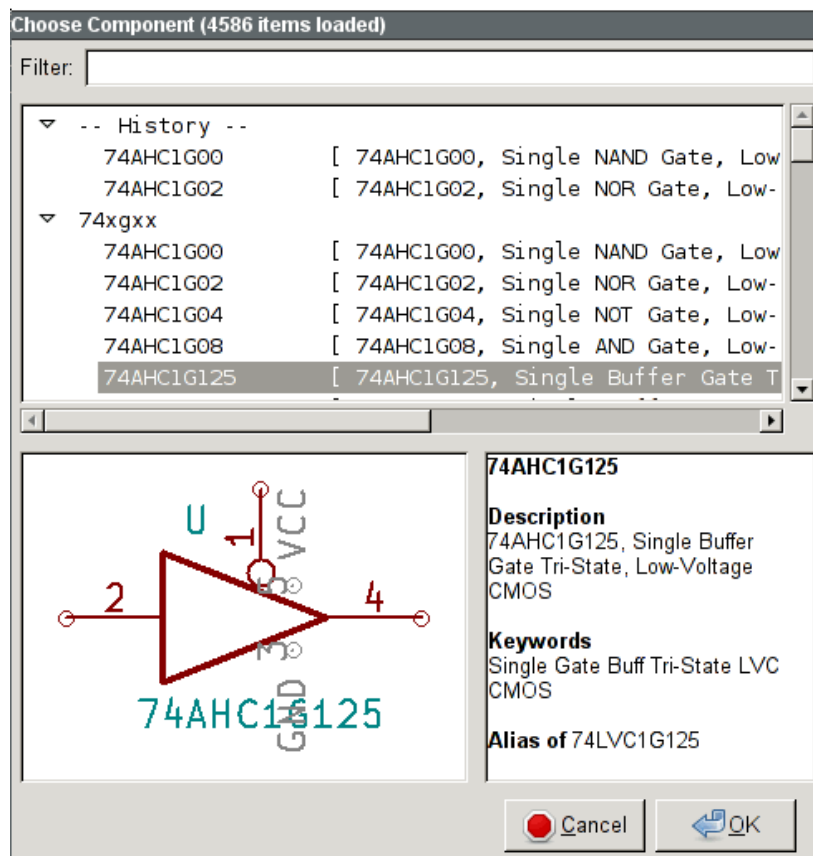 Choose Component (4586 items loaded)
Filter:
-- History --
74AHC1G00 [ 74AHC1G00, Single NAND Gate, Low
74AHC1G02 [ 74AHC1G02, Single NOR Gate, Low-
74xgxx
74AHC1G00 [ 74AHC1G00, Single NAND Gate, Low
74AHC1G02 [ 74AHC1G02, Single NOR Gate, Low-
74AHC1G04 [ 74AHC1G04, Single NOT Gate, Low-
74AHC1G08 [ 74AHC1G08, Single AND Gate, Low-
74AHC1G125 [ 74AHC1G125, Single Buffer Gate T
U
1
VCC
5
2
4
3
GND
74AHC1G125
74AHC1G125
Description
74AHC1G125, Single Buffer
Gate Tri-State, Low-Voltage
CMOS
Keywords
Single Gate Buff Tri-State LVC
CMOS
Alias of 74LVC1G125
Cancel
OK